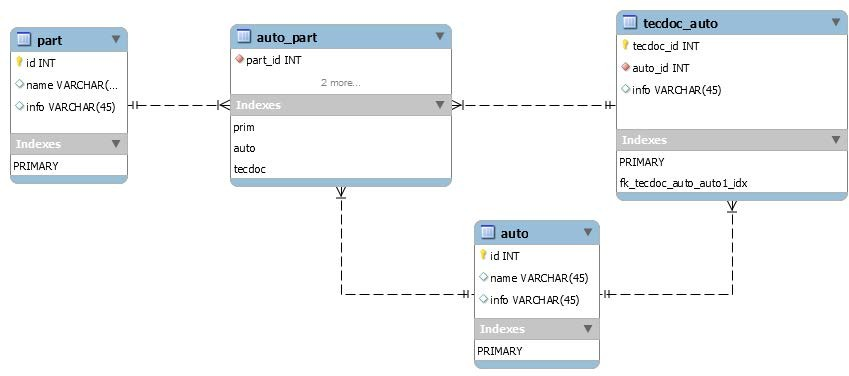 part
id INT
name VARCHAR(...
info VARCHAR(45)
Indexes
PRIMARY
auto_part
part_id INT
2 more...
Indexes
prim
auto
tecdoc
tecdoc_auto
tecdoc_id INT
auto_id INT
info VARCHAR(45)
Indexes
PRIMARY
fk_tecdoc_auto_auto1_idx
auto
id INT
name VARCHAR(45)
info VARCHAR(45)
Indexes
PRIMARY